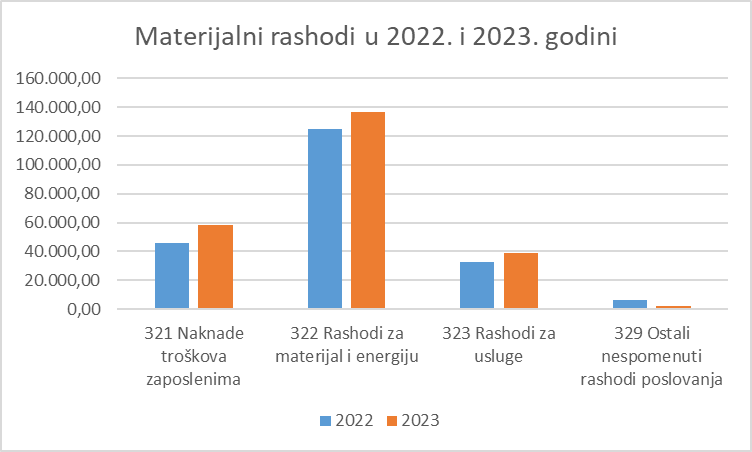 Materijalni rashodi u 2022. i 2023. godini
160.000,00
140.000,00
120.000,00
100.000,00
80.000,00
60.000,00
40.000,00
20.000,00
0,00
321 Naknade
troškova
zaposlenima
322 Rashodi za
materijal i energiju
323 Rashodi za
usluge
329 Ostali
nespomenuti
rashodi poslovanja
2022
2023